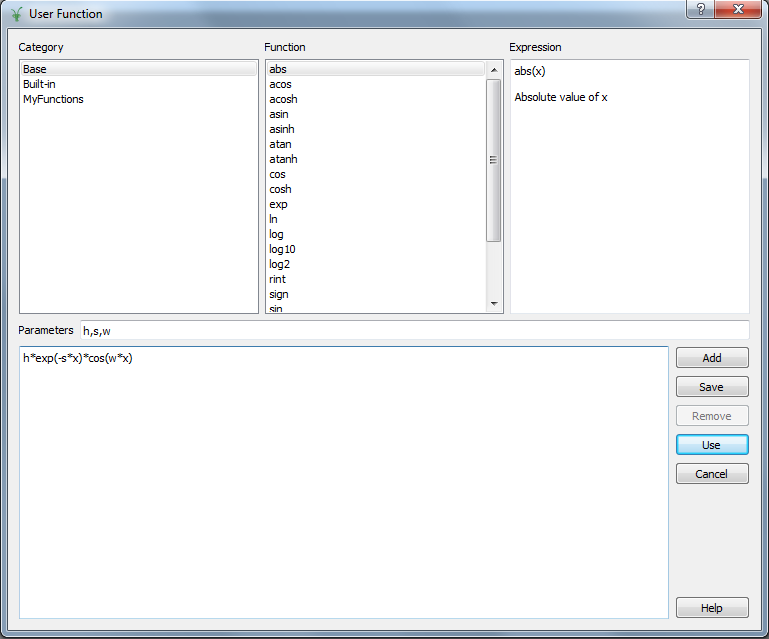 User Function
?
Category
Function
Expression
Base
Built-in
MyFunctions
abs
acos
acosh
asin
asinh
atan
atanh
cos
cosh
exp
ln
log
log10
log2
rint
sign
sin
abs(x)
Absolute value of x
Parameters
h,s,w
h*exp(-s*x)*cos(w*x)
Add
Save
Remove
Use
Cancel
Help